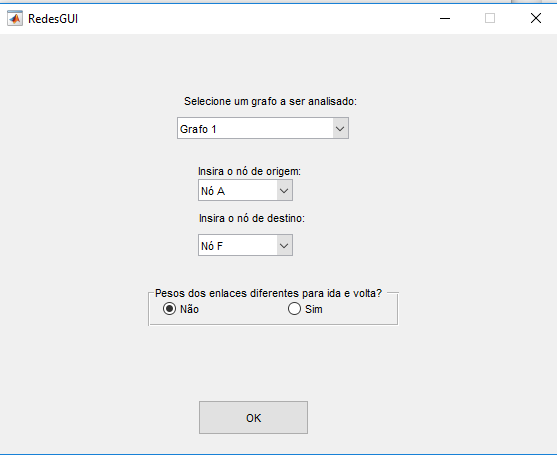 RedesGUI
Selecione um grafo a ser analisado:
Grafo 1
Insira o nó de origem:
Nó A
Insira o nó de destino:
Nó F
Pesos dos enlaces diferentes para ida e volta?
Não
Sim
OK